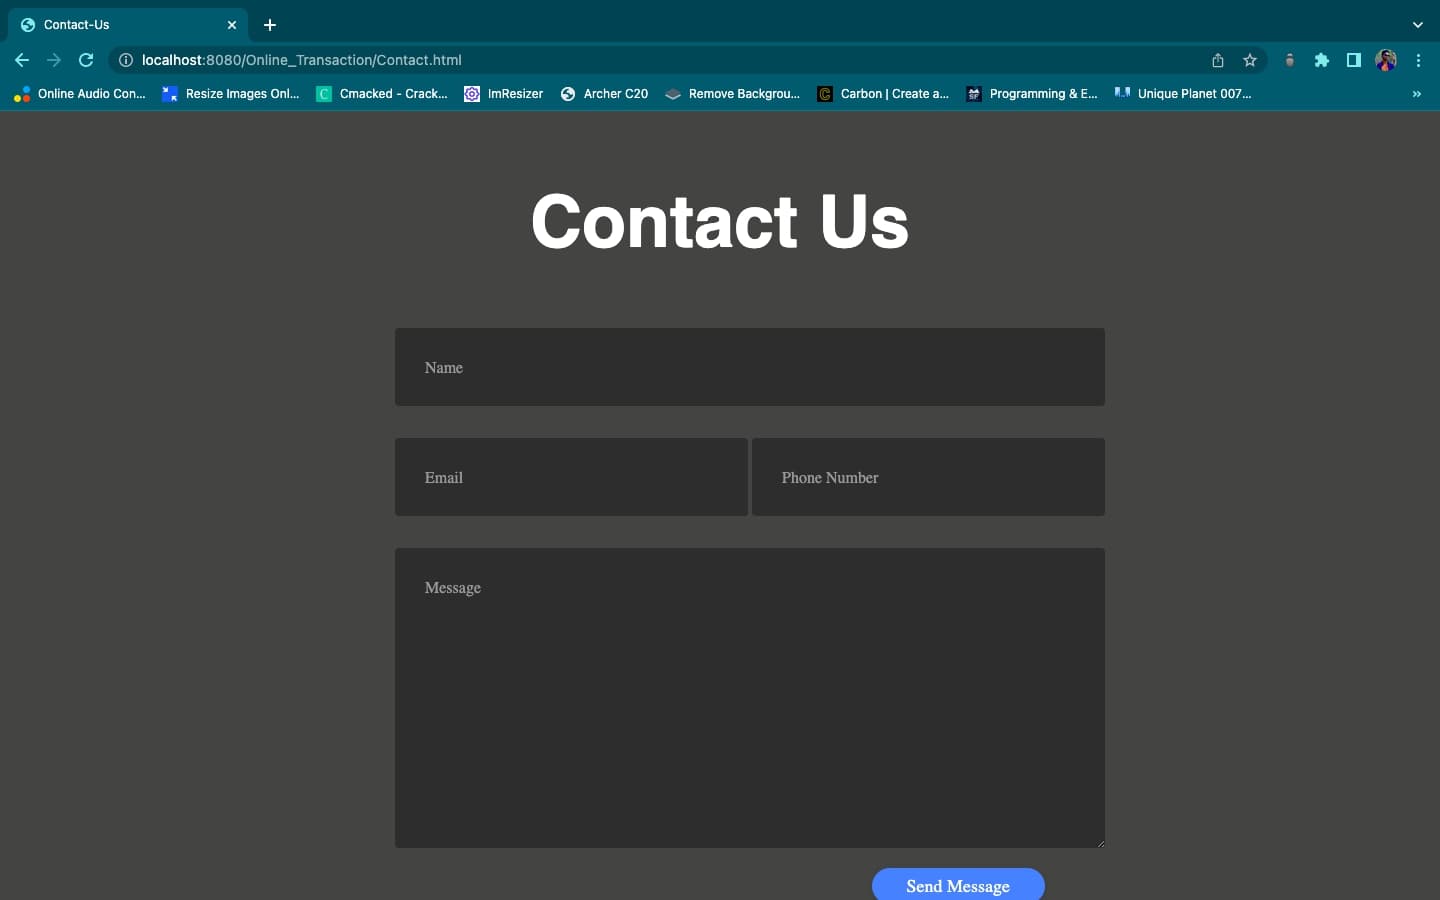 Contact-Us
localhost:8080/Online_Transaction/Contact.html
Online Audio Con... Resize Images Onl... C Cmacked - Crack... ImResizer Archer C20 Remove Backgrou... C Carbon | Create a... Programming & E... Unique Planet 007...
Contact Us
Name
Email Phone Number
Message
Send Message